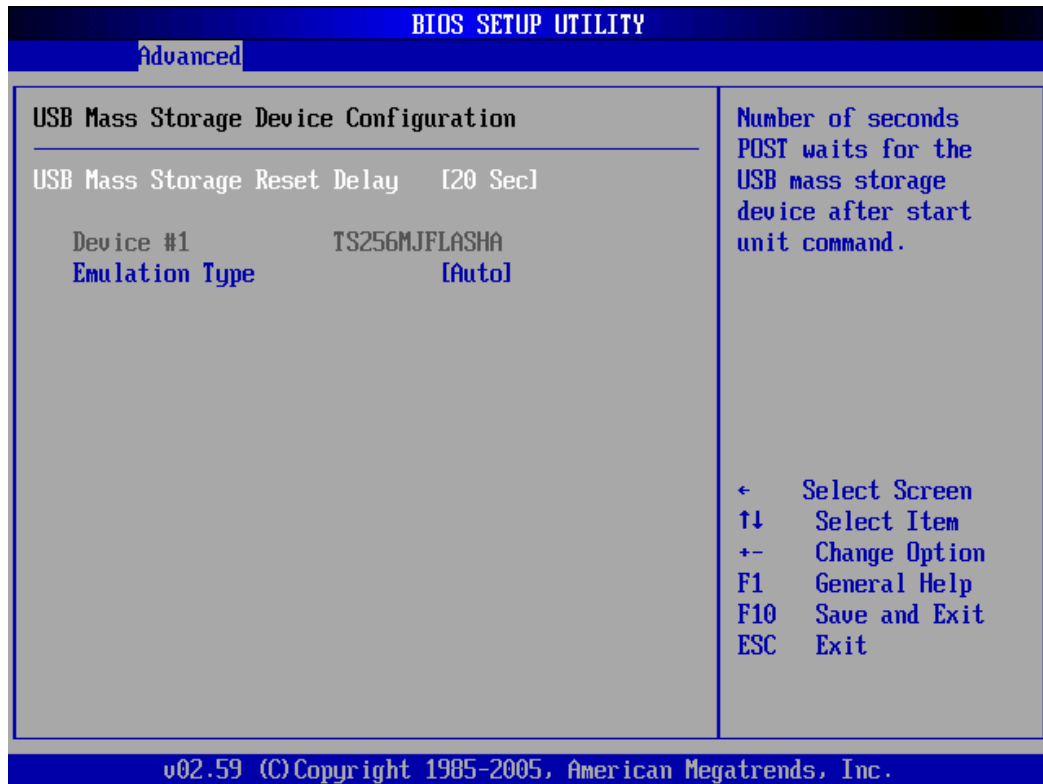 BIOS SETUP UTILITY
Advanced
USB Mass Storage Device Configuration
USB Mass Storage Reset Delay [20 Sec]
Device #1 TS256MJFLASHA
Emulation Type [Auto]
Number of seconds
POST waits for the
USB mass storage
device after start
unit command.
← Select Screen
↑↓ Select Item
+- Change Option
F1 General Help
F10 Save and Exit
ESC Exit
v02.59 (C)Copyright 1985-2005, American Megatrends, Inc.